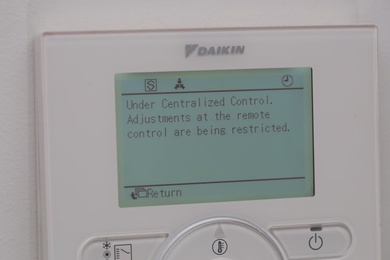 DAIKIN
S
Under Centralized Control.
Adjustments at the remote
control are being restricted.
Return